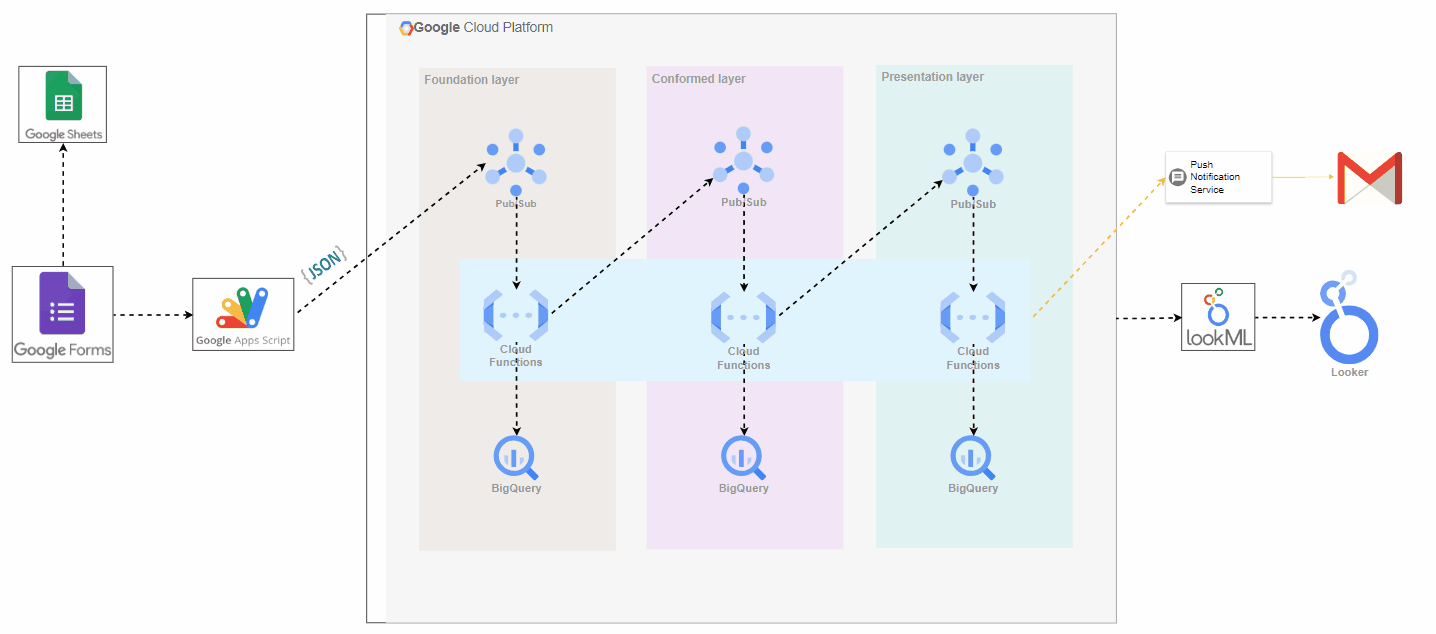 Google Cloud Platform
Foundation layer
Conformed layer
Presentation layer
Google Sheets
Pub/Sub
Pub/Sub
Pub/Sub
Push
Notification
Service
{JSON}
Google Forms
Google Apps Script
Cloud
Functions
Cloud
Functions
Cloud
Functions
lookML
Looker
BigQuery
BigQuery
BigQuery